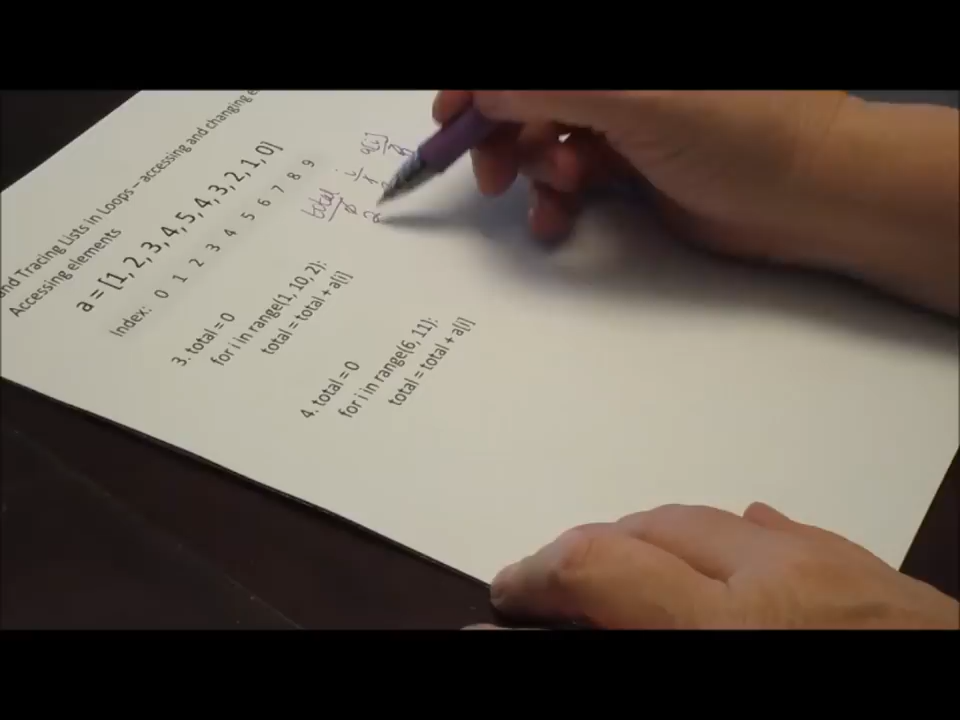 and Tracing Lists in Loops – accessing and changing
Accessing elements
a = [1, 2, 3, 4, 5, 4, 3, 2, 1, 0]
Index: 0 1 2 3 4 5 6 7 8 9
total i a[i]
2
3. total = 0
for i in range(1, 10, 2):
total = total + a[i]
4. total = 0
for i in range(6, 11):
total = total + a[i]